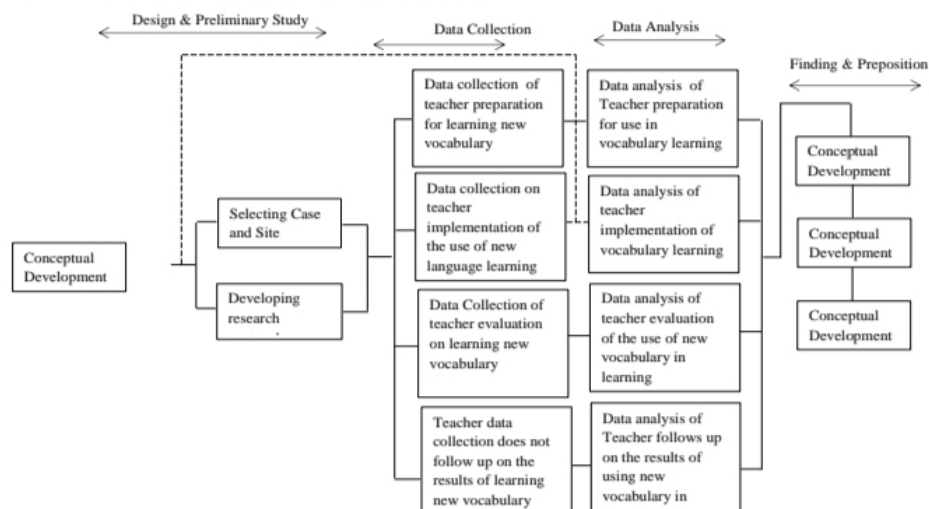 Design & Preliminary Study
Data Collection
Data Analysis
Finding & Preposition
Conceptual
Development
Selecting Case
and Site
Developing
research
Data collection of
teacher preparation
for learning new
vocabulary
Data collection on
teacher
implementation of
the use of new
language learning
Data Collection of
teacher evaluation
on learning new
vocabulary
Teacher data
collection does not
follow up on the
results of learning
new vocabulary
Data analysis of
Teacher preparation
for use in
vocabulary learning
Data analysis of
teacher
implementation of
vocabulary learning
Data analysis of
teacher evaluation
of the use of new
vocabulary in
learning
Data analysis of
Teacher follows up
on the results of
using new
vocabulary in
Conceptual
Development
Conceptual
Development
Conceptual
Development